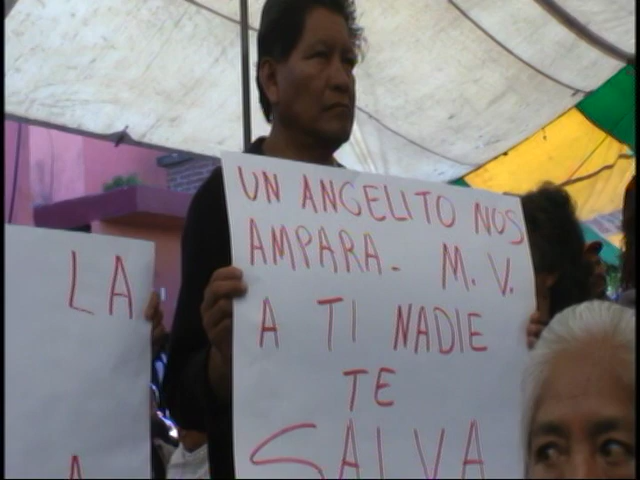 UN ANGELITO NOS
AMPARA. M.V.
A TI NADIE
TE
SALVA
LA
A